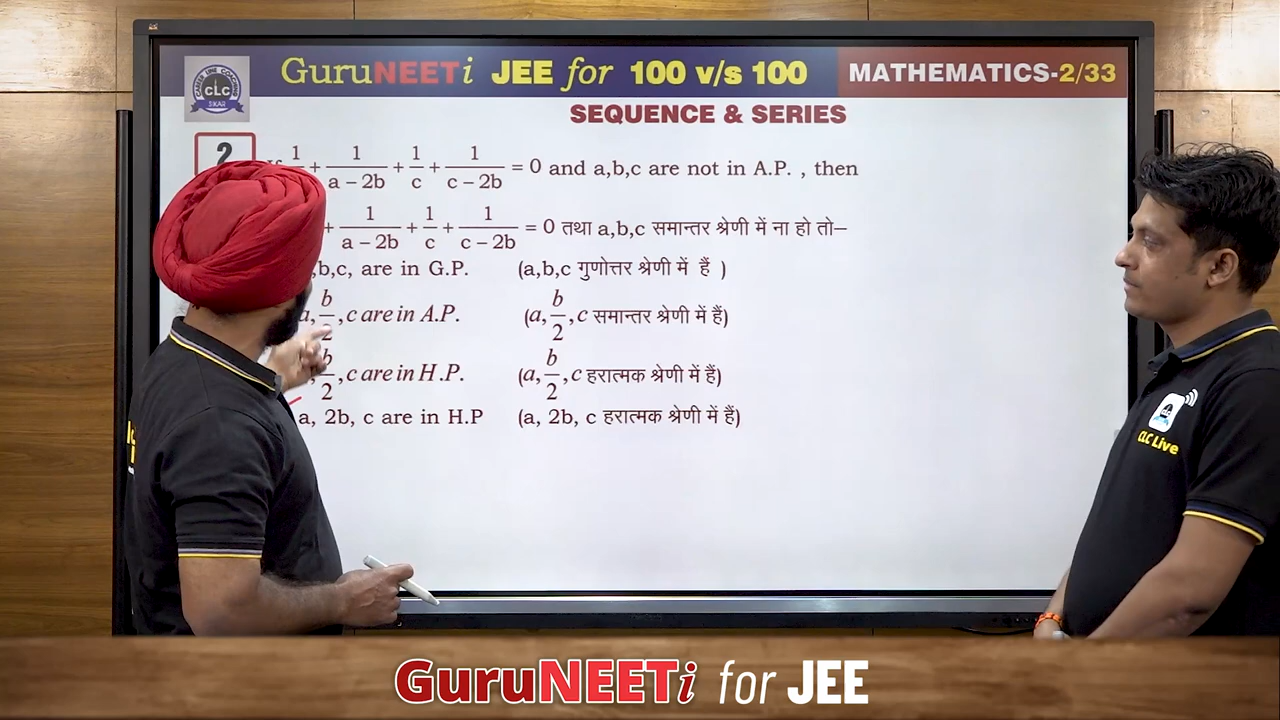 GuruNEETi JEE for 100 v/s 100 MATHEMATICS-2/33
CLC
SIKAR
SEQUENCE & SERIES
2
If 1 + 1/(a – 2b) + 1/c + 1/(c – 2b) = 0 and a,b,c are not in A.P. , then
+ 1/(a – 2b) + 1/c + 1/(c – 2b) = 0 तथा a,b,c समान्तर श्रेणी में ना हो तो–
,b,c, are in G.P. (a,b,c गुणोत्तर श्रेणी में हैं )
a, b/2, c are in A.P. (a, b/2, c समान्तर श्रेणी में हैं)
, b/2, c are in H.P. (a, b/2, c हरात्मक श्रेणी में हैं)
a, 2b, c are in H.P (a, 2b, c हरात्मक श्रेणी में हैं)
CLC Live
GuruNEETi for JEE